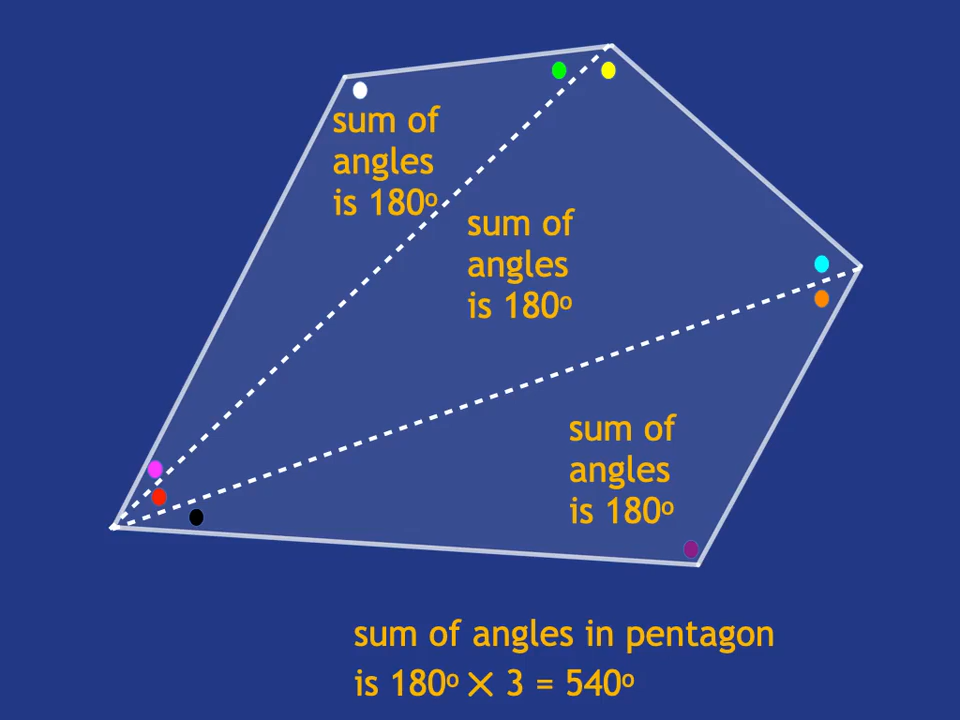 sum of
angles
is 180º
sum of
angles
is 180º
sum of
angles
is 180º
sum of angles in pentagon
is 180º × 3 = 540º